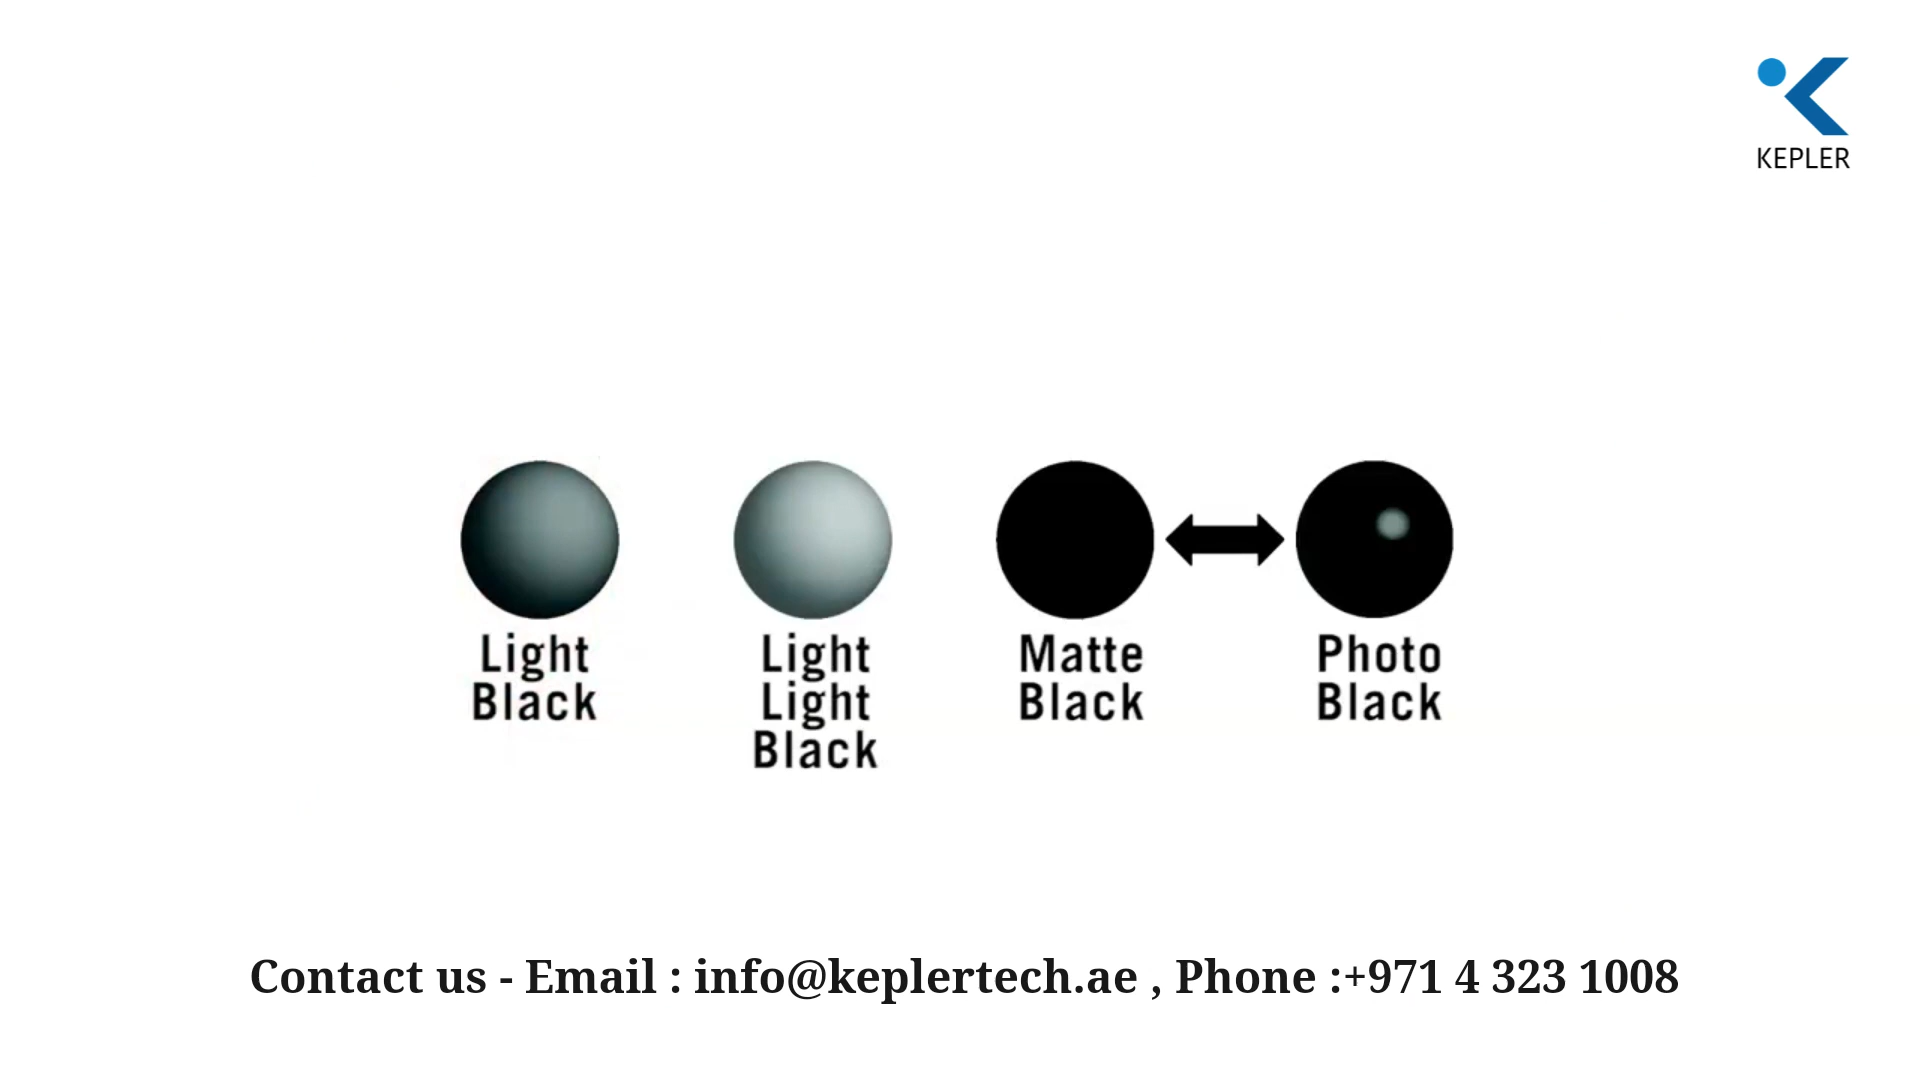 KEPLER
Light
Black
Light
Light
Black
Matte
Black
Photo
Black
Contact us - Email : info@keplertech.ae , Phone :+971 4 323 1008